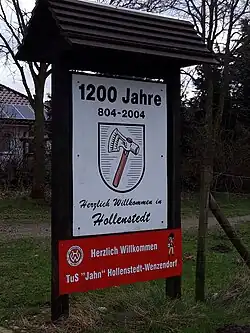 1200 Jahre
804-2004
Herzlich Willkommen in
Hollenstedt
Herzlich Willkommen
TuS "Jahn" Hollenstedt-Wenzendorf